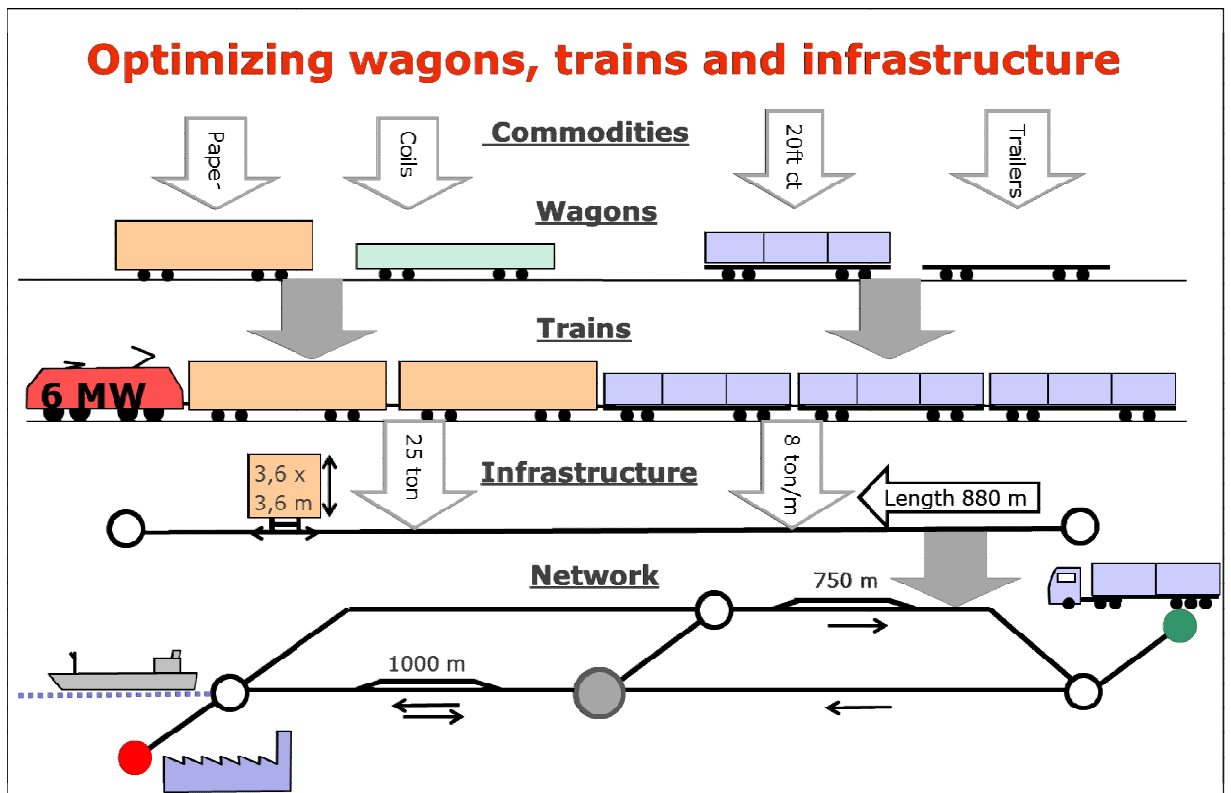 Optimizing wagons, trains and infrastructure
Commodities
Pape-
Coils
20ft ct
Trailers
Wagons
Trains
6 MW
25 ton
Infrastructure
8 ton/m
3,6 x
3,6 m
Length 880 m
Network
750 m
1000 m